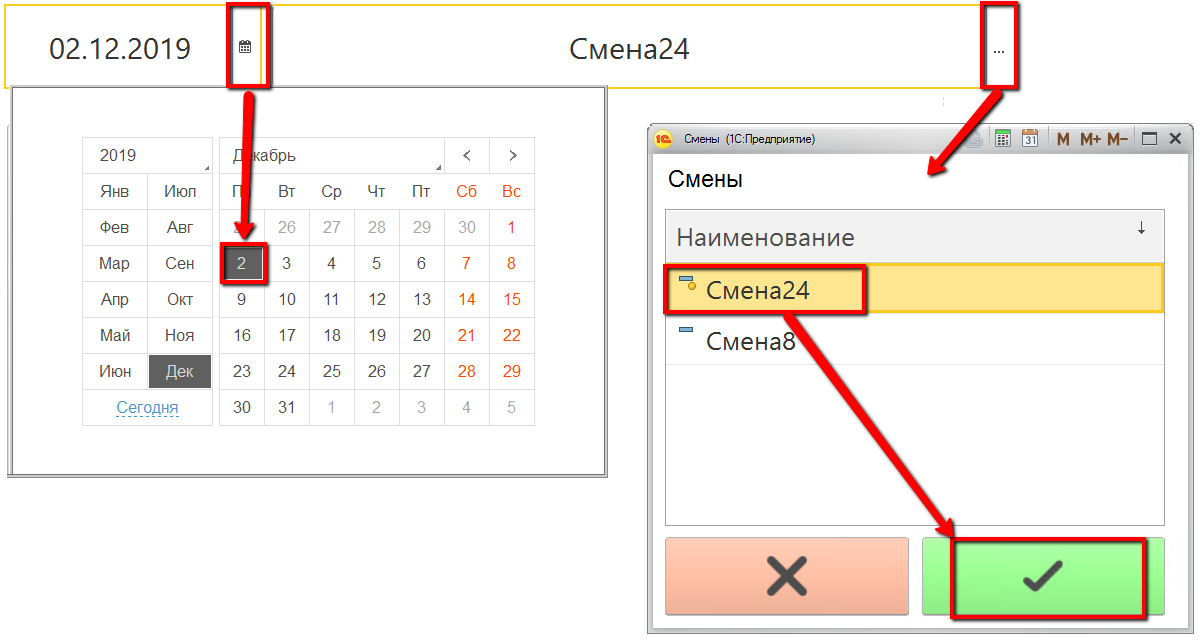 02.12.2019 Смена24 ...
2019 Декабрь < >
Янв Июл Пн Вт Ср Чт Пт Сб Вс
Фев Авг 26 27 28 29 30 1
Мар Сен 2 3 4 5 6 7 8
Апр Окт 9 10 11 12 13 14 15
Май Ноя 16 17 18 19 20 21 22
Июн Дек 23 24 25 26 27 28 29
Сегодня 30 31 1 2 3 4 5
1С Смены (1С:Предприятие) 31 M M+ M−
Смены
Наименование ↓
Смена24
Смена8